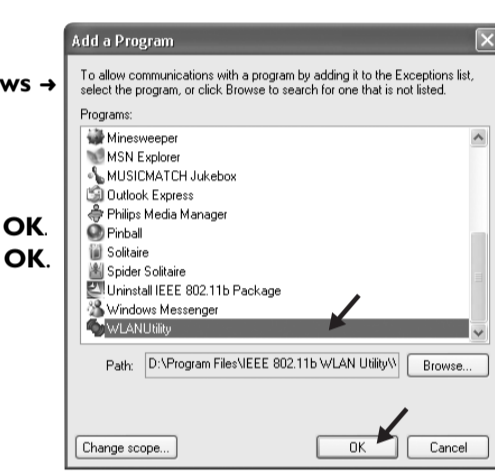 Add a Program
ws →
To allow communications with a program by adding it to the Exceptions list,
select the program, or click Browse to search for one that is not listed.
Programs:
Minesweeper
MSN Explorer
MUSICMATCH Jukebox
Outlook Express
Philips Media Manager
OK.
Pinball
Solitaire
OK.
Spider Solitaire
Uninstall IEEE 802.11b Package
Windows Messenger
WLANUtility
Path: D:\Program Files\IEEE 802.11b WLAN Utility\ Browse...
Change scope... OK Cancel